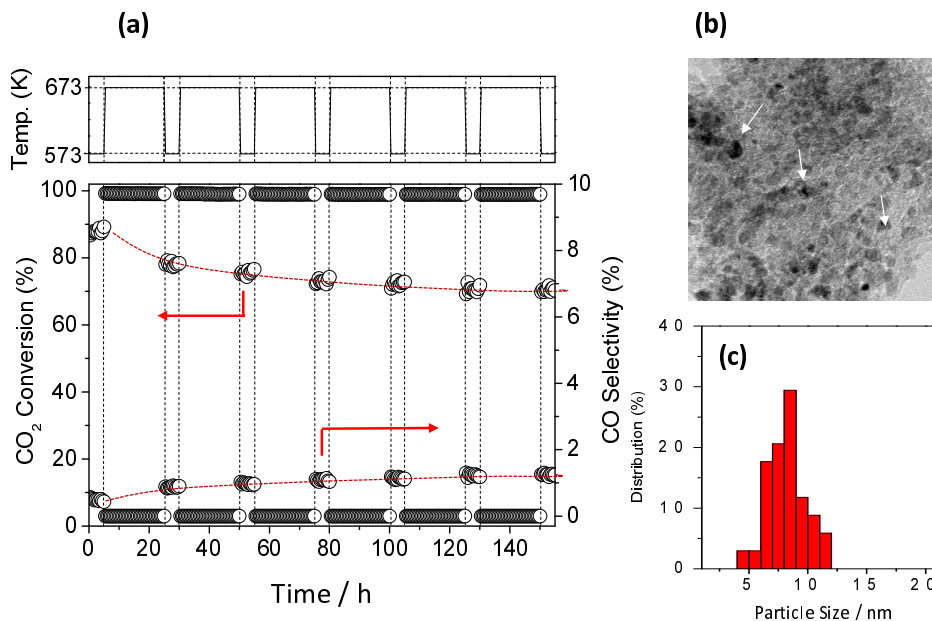 (a)
(b)
Temp. (K)
673
573
CO2 Conversion (%)
100
80
60
40
20
0
CO Selectivity (%)
10
8
6
4
2
0
0 20 40 60 80 100 120 140
Time / h
(c)
Distribution (%)
40
30
20
10
0
5 10 15 20
Particle Size / nm